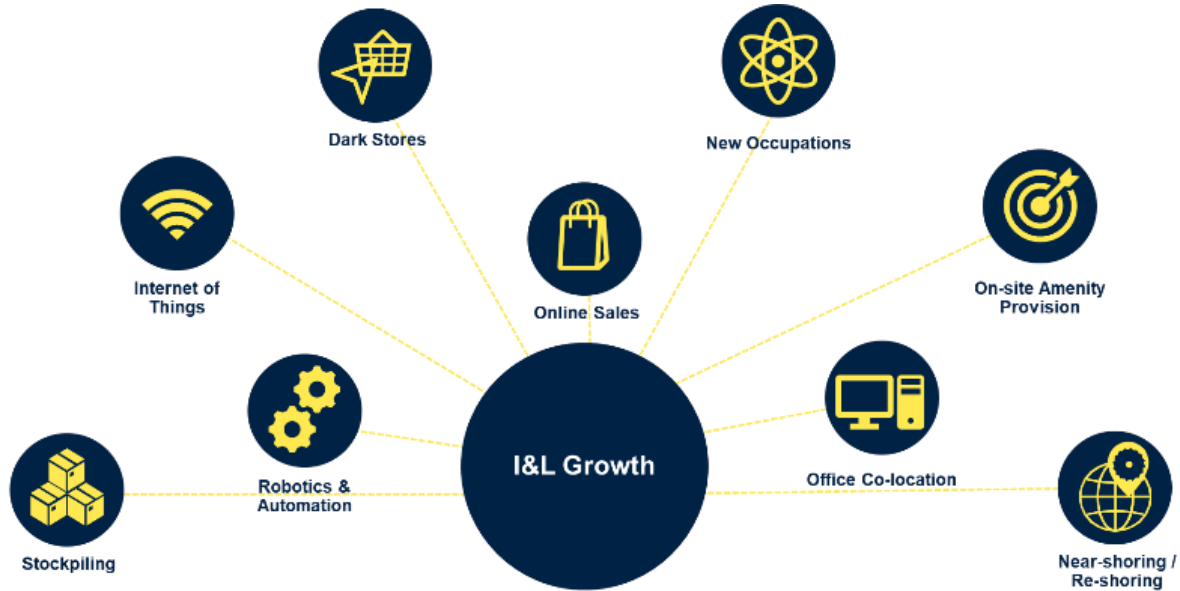 Dark Stores
New Occupations
Internet of
Things
Online Sales
On-site Amenity
Provision
I&L Growth
Robotics &
Automation
Office Co-location
Stockpiling
Near-shoring /
Re-shoring